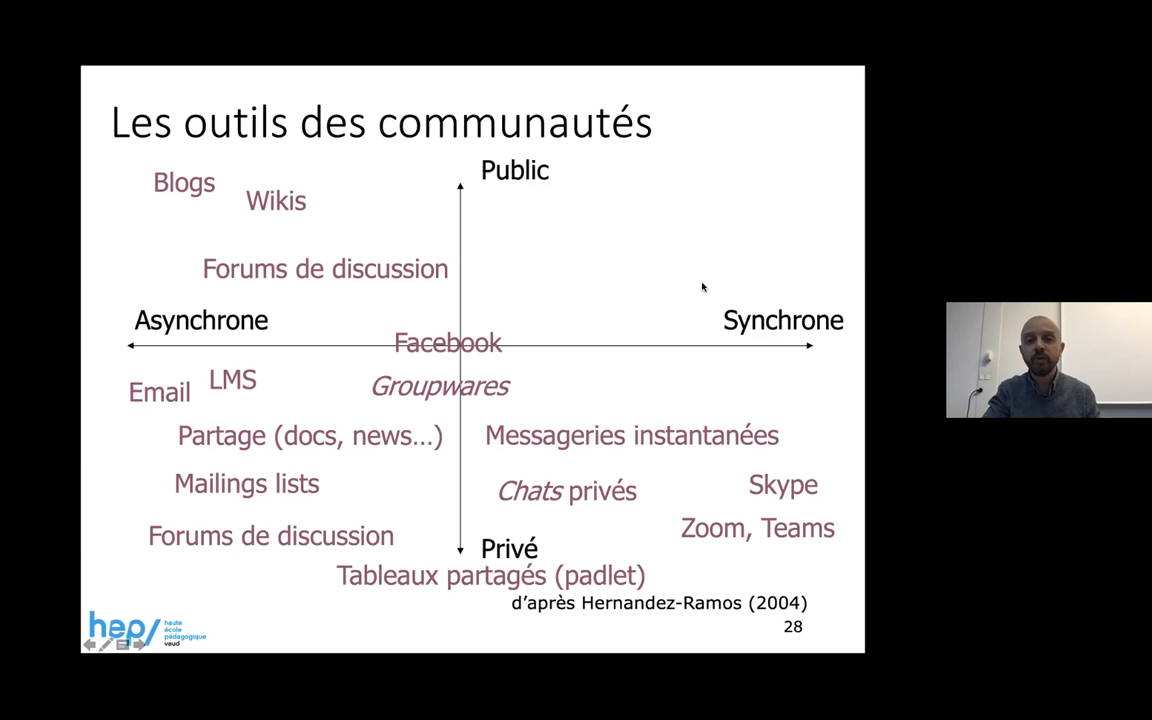 Les outils des communautés
Public
Blogs
Wikis
Forums de discussion
Asynchrone
Synchrone
Facebook
Email
LMS
Groupwares
Partage (docs, news…)
Messageries instantanées
Mailings lists
Chats privés
Skype
Zoom, Teams
Forums de discussion
Privé
Tableaux partagés (padlet)
d’après Hernandez-Ramos (2004)
28
hep/
haute
école
pédagogique
vaud